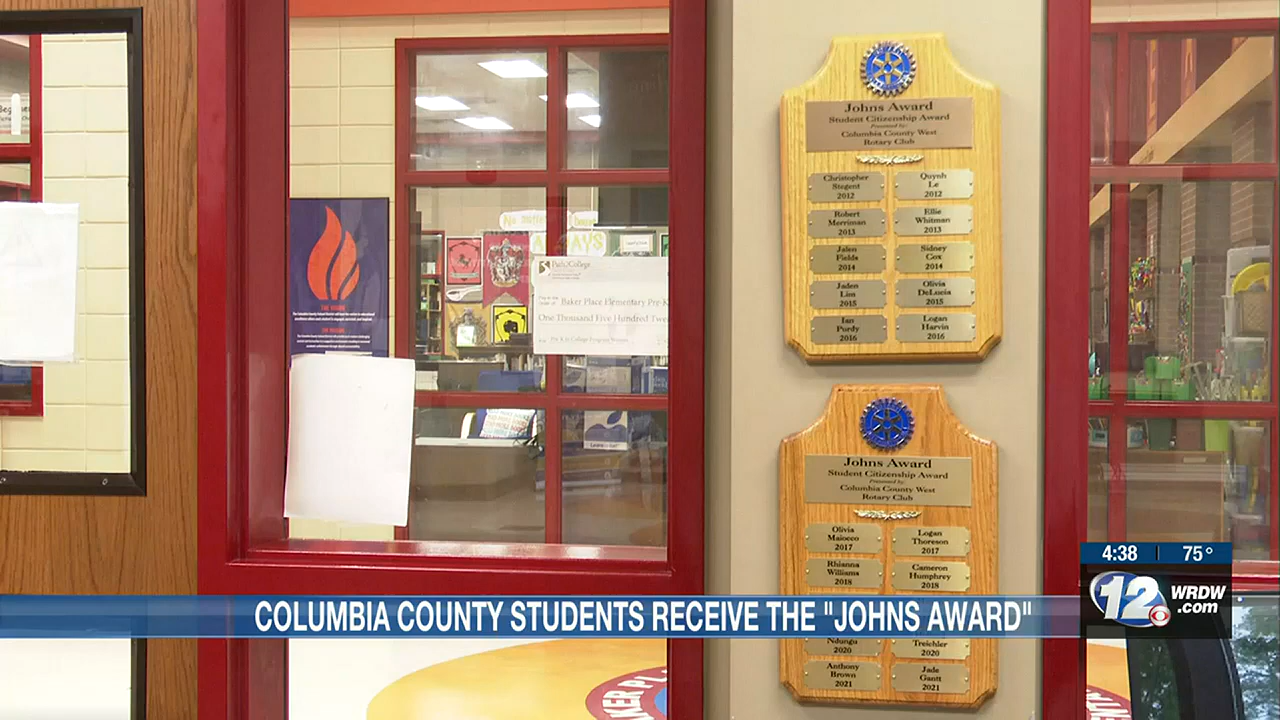 Johns Award
Student Citizenship Award
Presented by:
Columbia County West
Rotary Club
Christopher
Stegent
2012
Quynh
Le
2012
Robert
Merriman
2013
Ellie
Whitman
2013
Jalen
Fields
2014
Sidney
Cox
2014
Jaden
Lim
2015
Olivia
DeLucia
2015
Ian
Purdy
2016
Logan
Harvin
2016
Johns Award
Student Citizenship Award
Presented by:
Columbia County West
Rotary Club
Olivia
Maiocco
2017
Logan
Thoreson
2017
Rhianna
Williams
2018
Cameron
Humphrey
2018
Ndungu
2020
Treichler
2020
Anthony
Brown
2021
Jade
Gantt
2021
ALWAYS
Baker Place Elementary Pre-K
One Thousand Five Hundred
4:38 75°
12 WRDW
.com
COLUMBIA COUNTY STUDENTS RECEIVE THE "JOHNS AWARD"